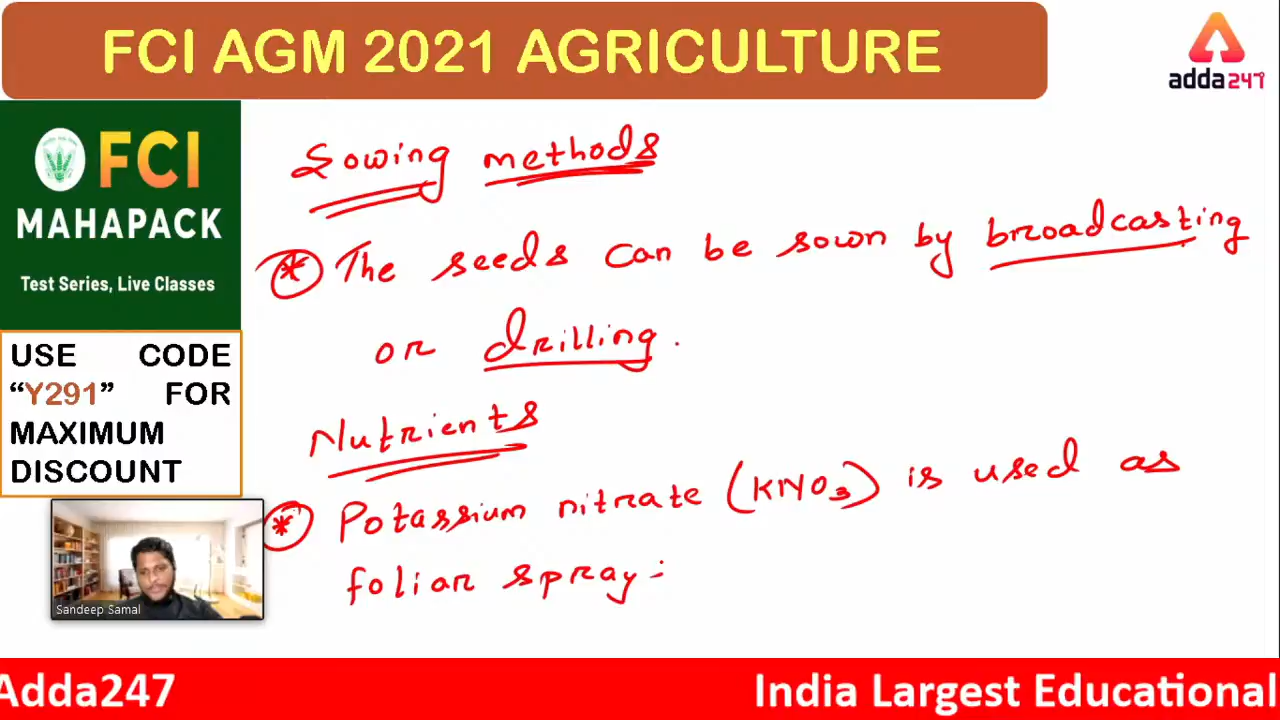 FCI AGM 2021 AGRICULTURE
adda247
FCI
MAHAPACK
Test Series, Live Classes
USE CODE
“Y291” FOR
MAXIMUM
DISCOUNT
Sandeep Samal
Sowing methods
* The seeds can be sown by broadcasting
or drilling.
Nutrients
* Potassium nitrate (KNO3) is used as
foliar spray:
Adda247
India Largest Educational